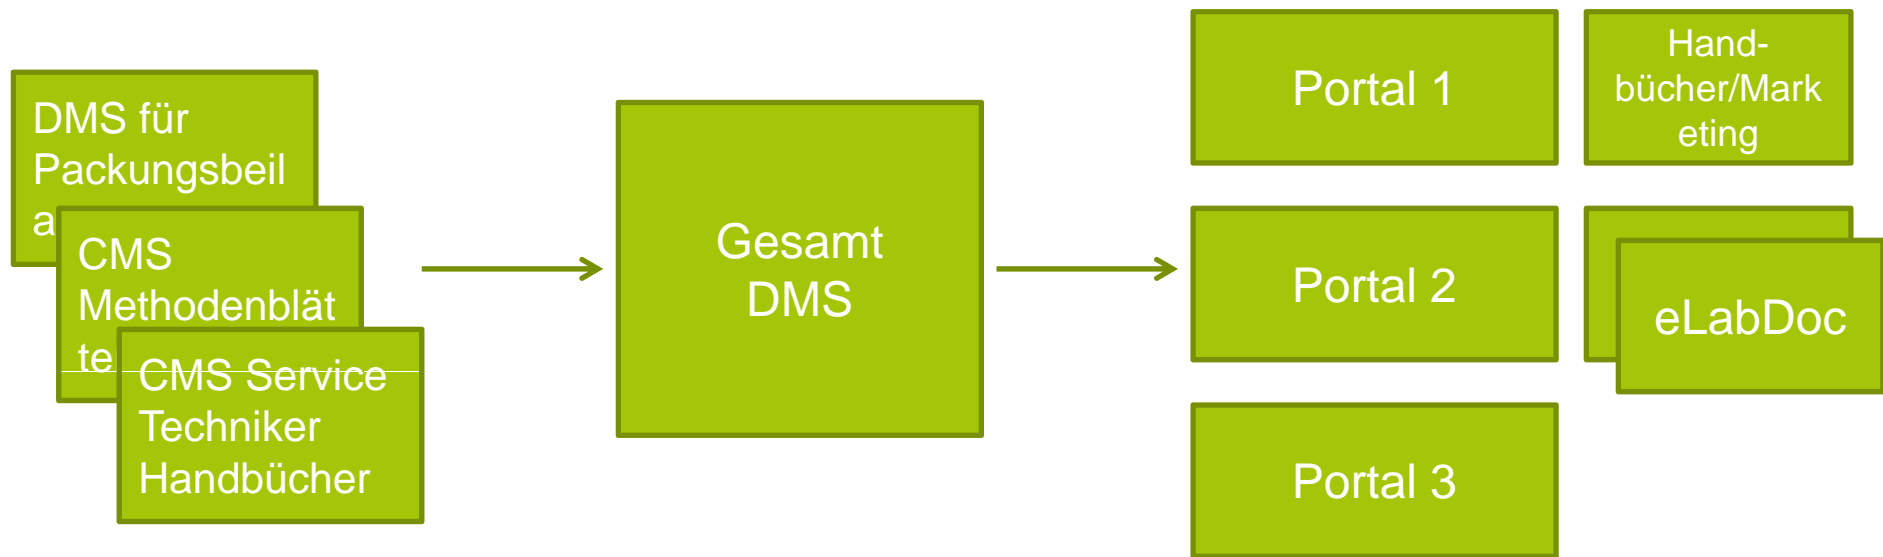 DMS für
Packungsbeil
a
CMS
Methodenblät
te
CMS Service
Techniker
Handbücher
Gesamt
DMS
Portal 1
Hand-
bücher/Mark
eting
Portal 2
eLabDoc
Portal 3